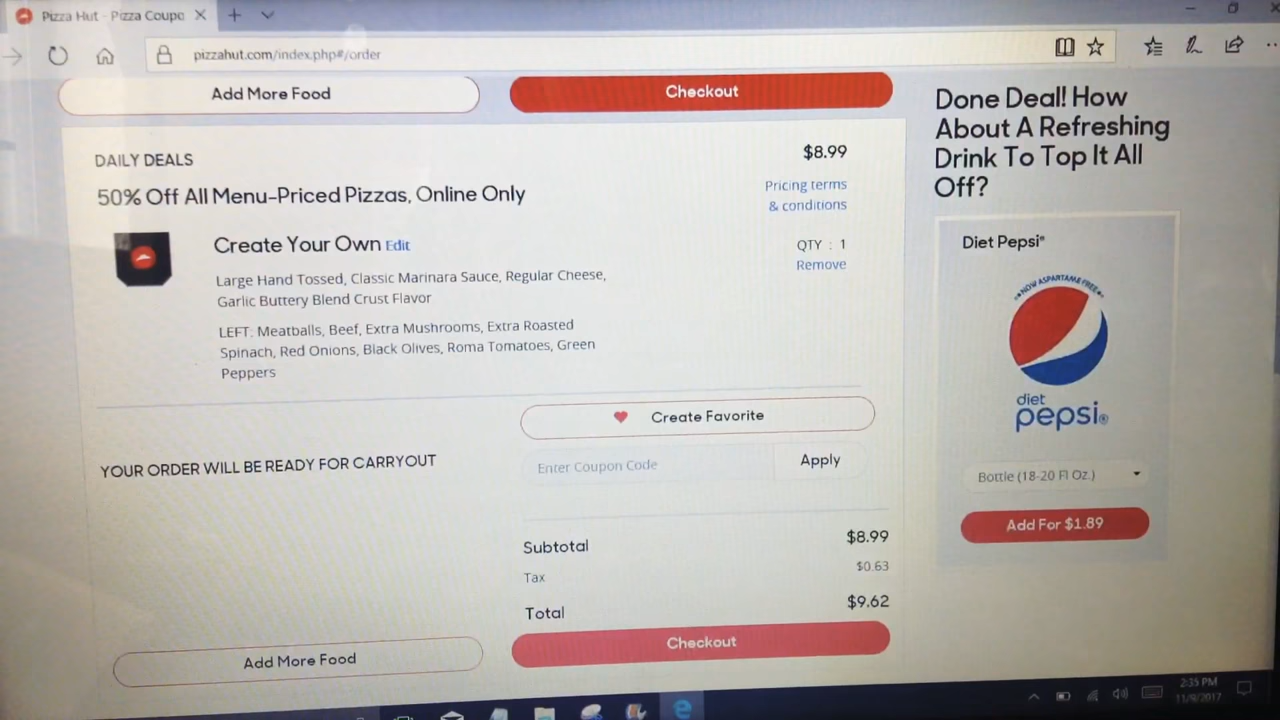 Pizza Hut - Pizza Coupo
pizzahut.com/index.php#/order
Add More Food
Checkout
DAILY DEALS
$8.99
50% Off All Menu-Priced Pizzas, Online Only
Pricing terms
& conditions
Create Your Own Edit
QTY : 1
Remove
Large Hand Tossed, Classic Marinara Sauce, Regular Cheese,
Garlic Buttery Blend Crust Flavor
LEFT: Meatballs, Beef, Extra Mushrooms, Extra Roasted
Spinach, Red Onions, Black Olives, Roma Tomatoes, Green
Peppers
Create Favorite
YOUR ORDER WILL BE READY FOR CARRYOUT
Enter Coupon Code
Apply
Subtotal
$8.99
Tax
$0.63
Total
$9.62
Add More Food
Checkout
Done Deal! How
About A Refreshing
Drink To Top It All
Off?
Diet Pepsi®
NOW ASPARTAME FREE
diet
pepsi®
Bottle (18-20 Fl Oz.)
Add For $1.89
2:35 PM
11/9/2017